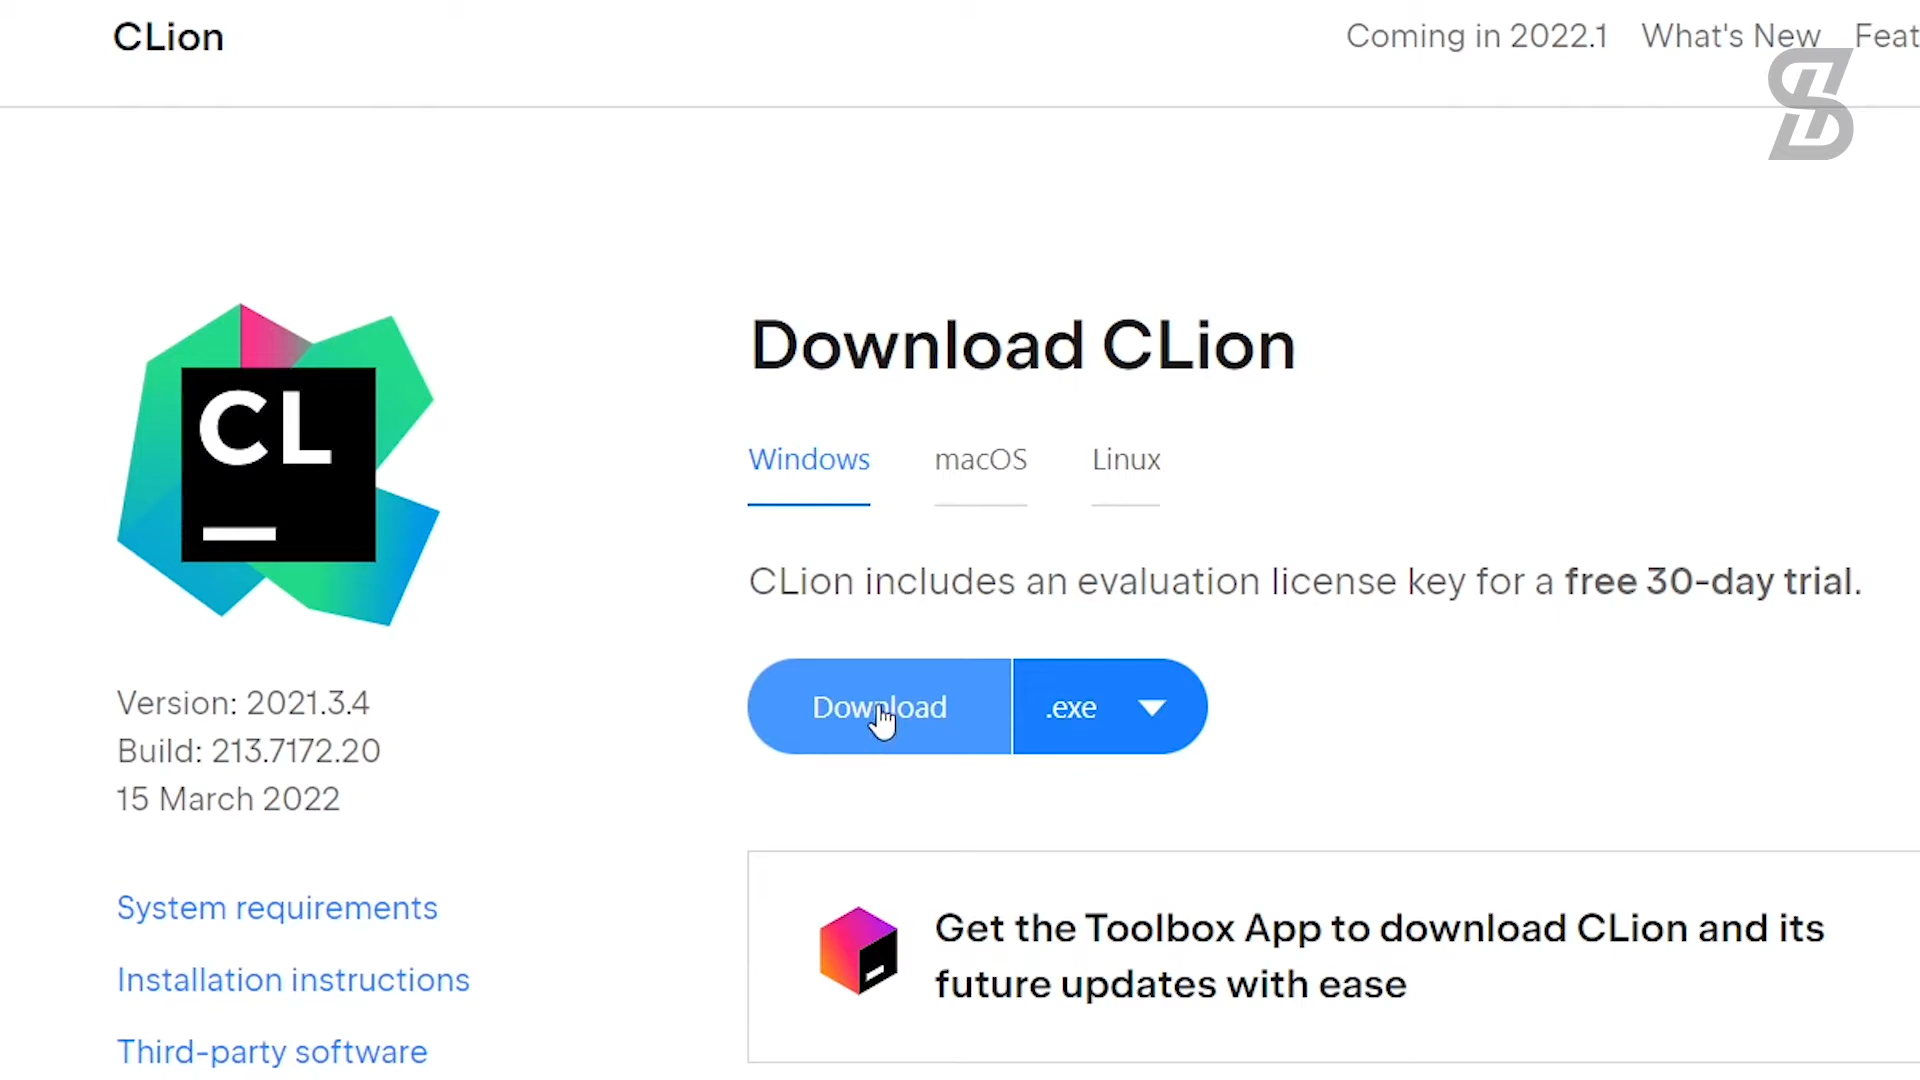 CLion
Coming in 2022.1 What's New Feat
CL
Download CLion
Windows macOS Linux
CLion includes an evaluation license key for a free 30-day trial.
Download .exe
Version: 2021.3.4
Build: 213.7172.20
15 March 2022
System requirements
Installation instructions
Third-party software
Get the Toolbox App to download CLion and its
future updates with ease